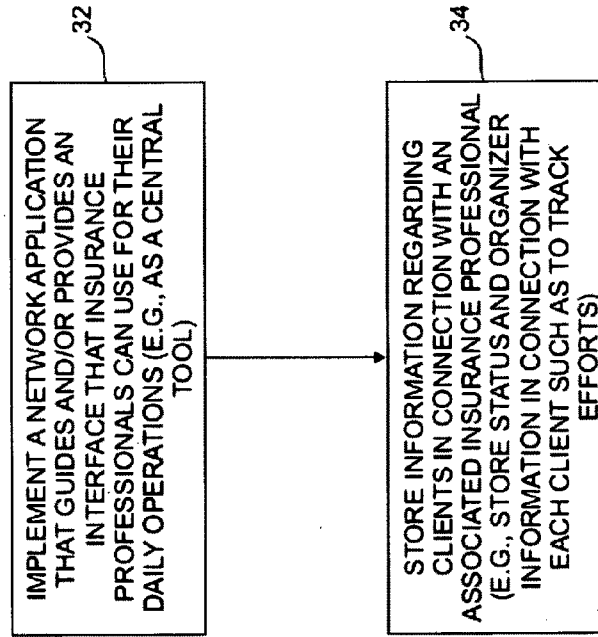 IMPLEMENT A NETWORK APPLICATION
THAT GUIDES AND/OR PROVIDES AN
INTERFACE THAT INSURANCE
PROFESSIONALS CAN USE FOR THEIR
DAILY OPERATIONS (E.G., AS A CENTRAL
TOOL)
32
STORE INFORMATION REGARDING
CLIENTS IN CONNECTION WITH AN
ASSOCIATED INSURANCE PROFESSIONAL
(E.G., STORE STATUS AND ORGANIZER
INFORMATION IN CONNECTION WITH
EACH CLIENT SUCH AS TO TRACK
EFFORTS)
34